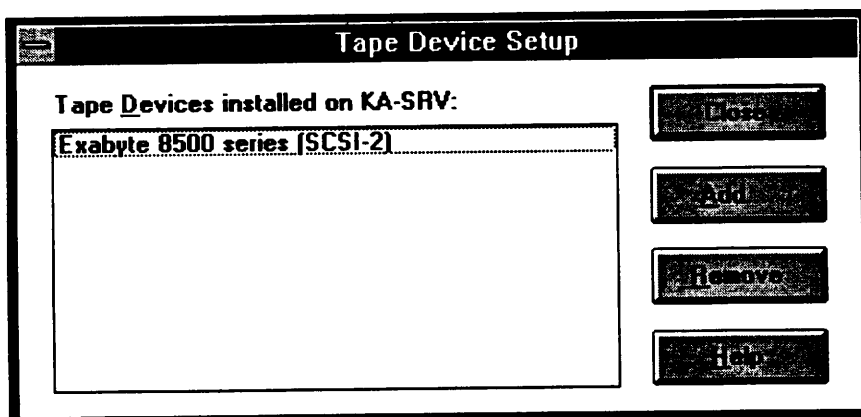 Tape Device Setup
Tape Devices installed on KA-SRV:
Exabyte 8500 series (SCSI-2)
Close
Add...
Remove
Help